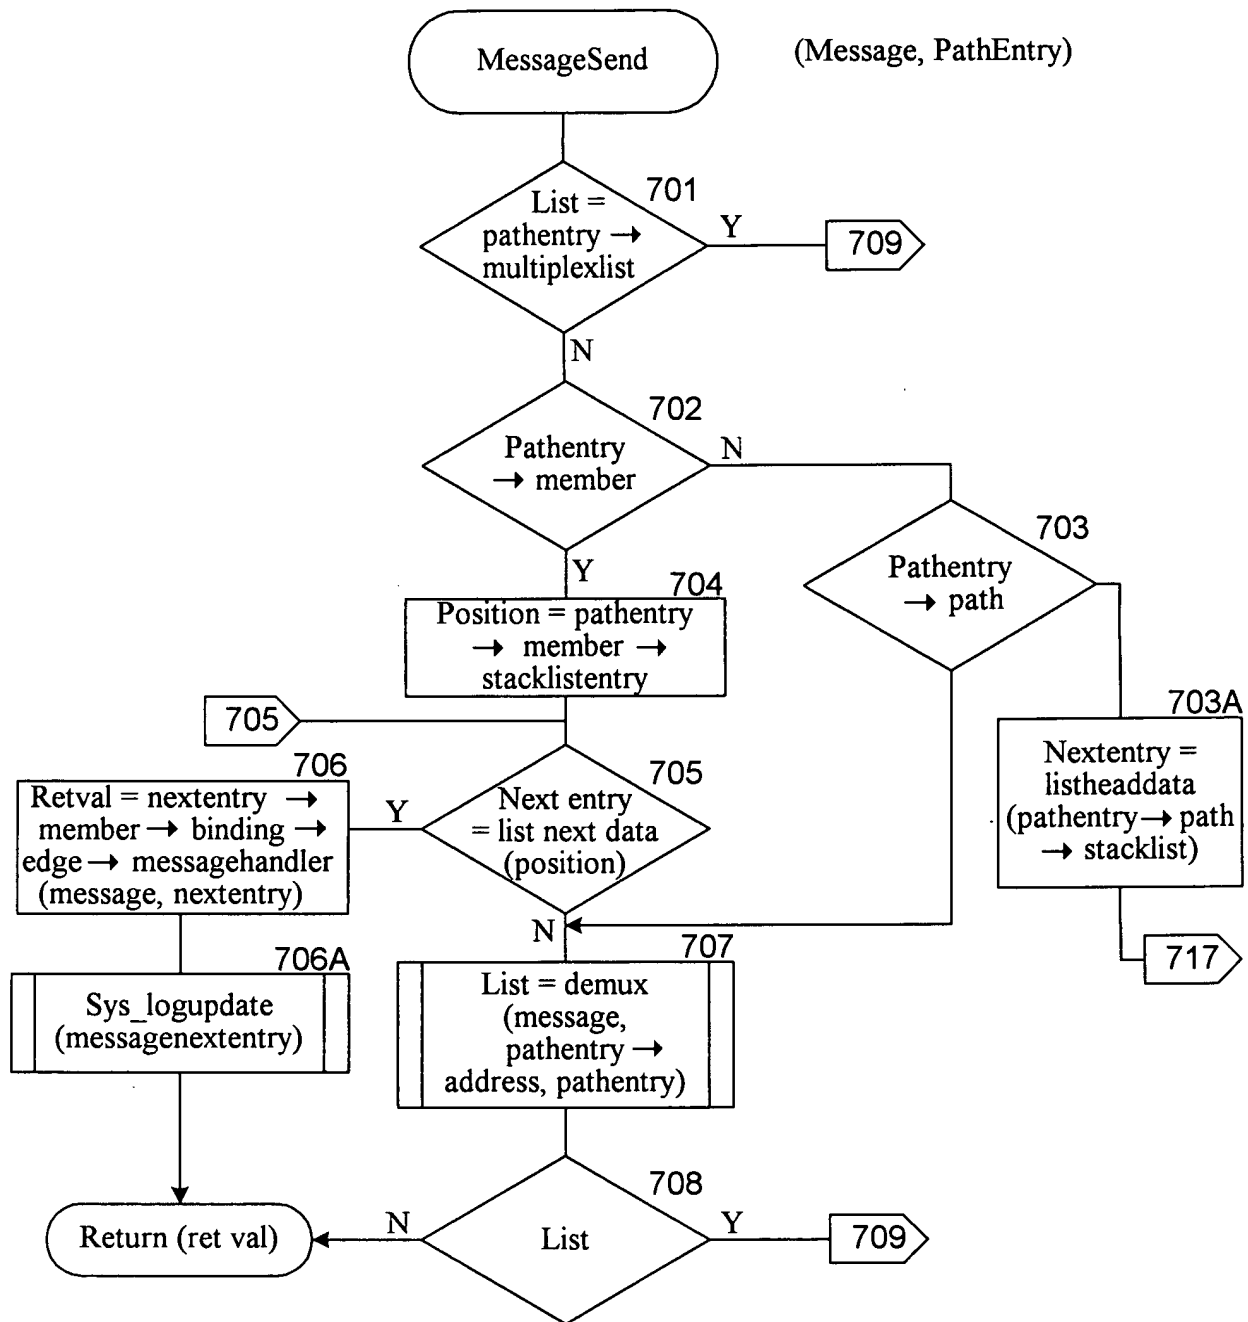 MessageSend
(Message, PathEntry)
701
List =
pathentry →
multiplexlist
Y
709
N
702
Pathentry
→ member
N
703
Pathentry
→ path
Y
704
Position = pathentry
→ member →
stacklistentry
705
703A
Nextentry =
listheaddata
(pathentry → path
→ stacklist)
717
706
Retval = nextentry →
member → binding →
edge → messagehandler
(message, nextentry)
Y
705
Next entry
= list next data
(position)
N
706A
Sys_logupdate
(messagenextentry)
707
List = demux
(message,
pathentry →
address, pathentry)
708
List
N
Return (ret val)
Y
709